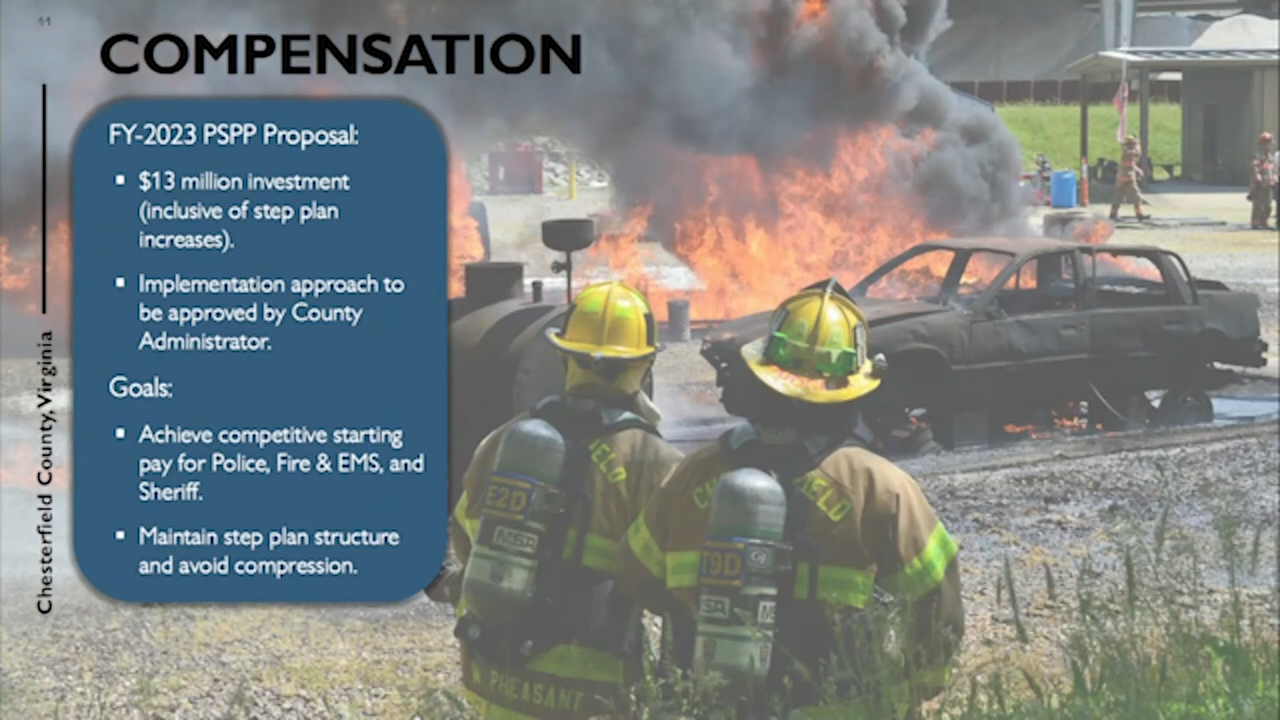 11
COMPENSATION
FY-2023 PSPP Proposal:
▪ $13 million investment
(inclusive of step plan
increases).
▪ Implementation approach to
be approved by County
Administrator.
Goals:
▪ Achieve competitive starting
pay for Police, Fire & EMS, and
Sheriff.
▪ Maintain step plan structure
and avoid compression.
Chesterfield County, Virginia
E2D
MSA
T9D
PHEASANT